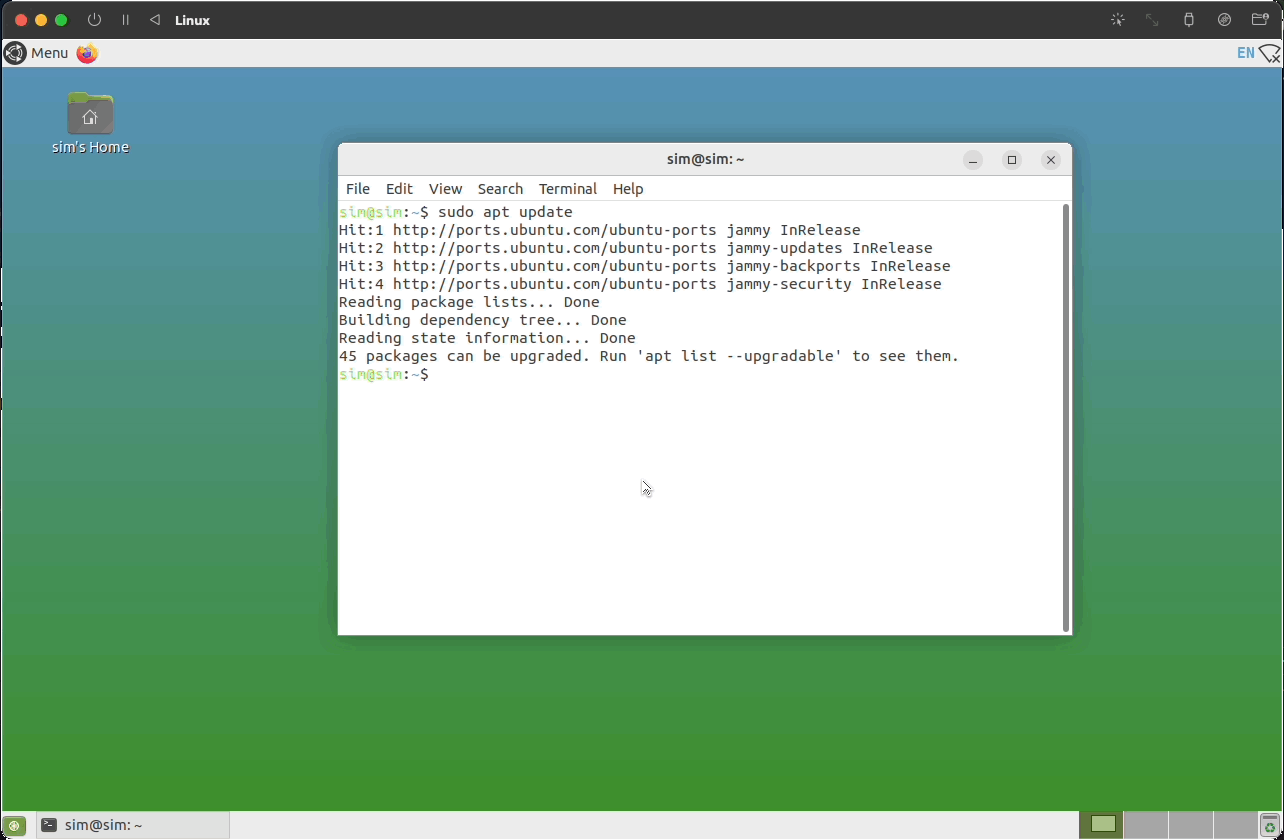 Linux
Menu
EN
sim's Home
sim@sim: ~
File Edit View Search Terminal Help
sim@sim:~$ sudo apt update
Hit:1 http://ports.ubuntu.com/ubuntu-ports jammy InRelease
Hit:2 http://ports.ubuntu.com/ubuntu-ports jammy-updates InRelease
Hit:3 http://ports.ubuntu.com/ubuntu-ports jammy-backports InRelease
Hit:4 http://ports.ubuntu.com/ubuntu-ports jammy-security InRelease
Reading package lists... Done
Building dependency tree... Done
Reading state information... Done
45 packages can be upgraded. Run 'apt list --upgradable' to see them.
sim@sim:~$
sim@sim: ~